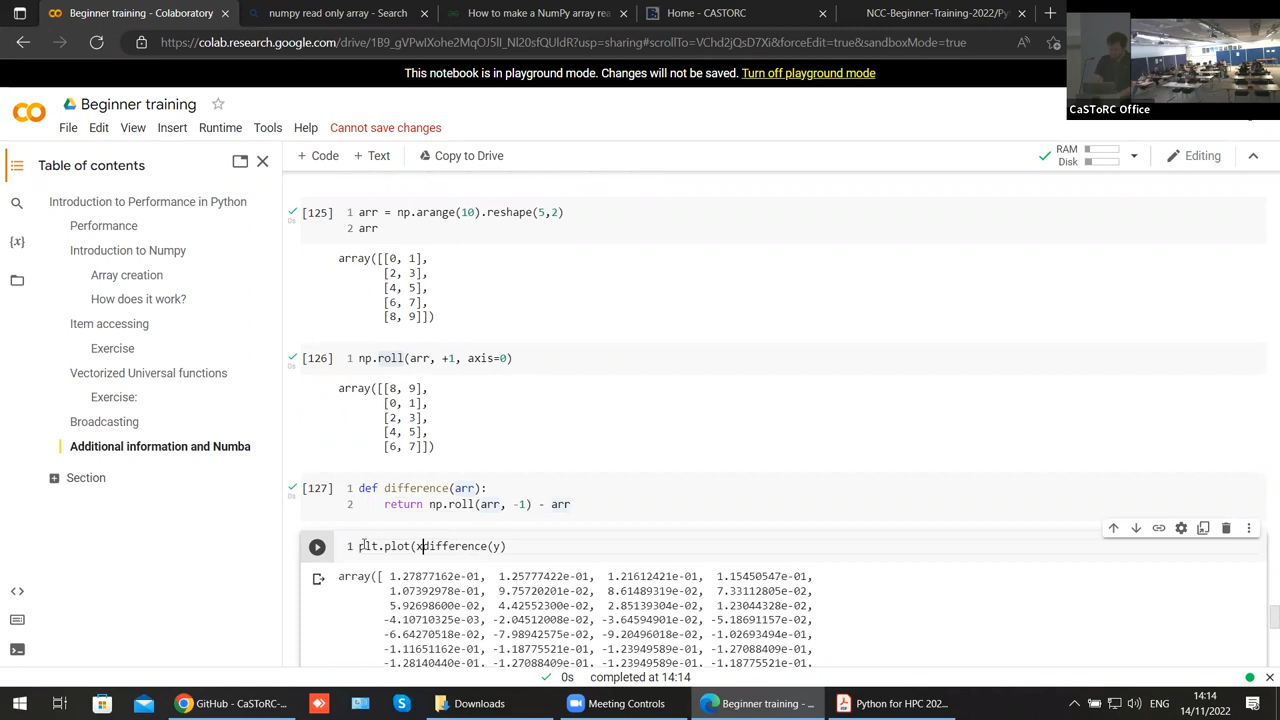 Beginner training - Colaboratory
numpy read only array - Search
How to make a NumPy array rea
Home - CASTORC
NCC-Beginner-Training-2022/Py
https://colab.research.google.com/drive/
?usp=sharing#scrollTo=VChd2jQsD7Xi&forceEdit=true&sandboxMode=true
CaSToRC Office
This notebook is in playground mode. Changes will not be saved. Turn off playground mode
Beginner training
File Edit View Insert Runtime Tools Help Cannot save changes
Table of contents
+ Code + Text Copy to Drive
RAM
Disk
Editing
Introduction to Performance in Python
Performance
Introduction to Numpy
Array creation
How does it work?
Item accessing
Exercise
Vectorized Universal functions
Exercise:
Broadcasting
Additional information and Numba
Section
[125] 1 arr = np.arange(10).reshape(5,2)
0s 2 arr
array([[0, 1],
[2, 3],
[4, 5],
[6, 7],
[8, 9]])
[126] 1 np.roll(arr, +1, axis=0)
0s
array([[8, 9],
[0, 1],
[2, 3],
[4, 5],
[6, 7]])
[127] 1 def difference(arr):
0s 2 return np.roll(arr, -1) - arr
1 plt.plot(xdifference(y)
array([ 1.27877162e-01, 1.25777422e-01, 1.21612421e-01, 1.15450547e-01,
1.07392978e-01, 9.75720201e-02, 8.61489319e-02, 7.33112805e-02,
5.92698600e-02, 4.42552300e-02, 2.85139304e-02, 1.23044328e-02,
-4.10710325e-03, -2.04512008e-02, -3.64594901e-02, -5.18691157e-02,
-6.64270518e-02, -7.98942575e-02, -9.20496018e-02, -1.02693494e-01,
-1.11651162e-01, -1.18775521e-01, -1.23949589e-01, -1.27088409e-01,
-1.28140440e-01, -1.27088409e-01, -1.23949589e-01, -1.18775521e-01,
0s completed at 14:14
GitHub - CaSToRC-...
Downloads
Meeting Controls
Beginner training - ...
Python for HPC 202...
ENG
14:14
14/11/2022